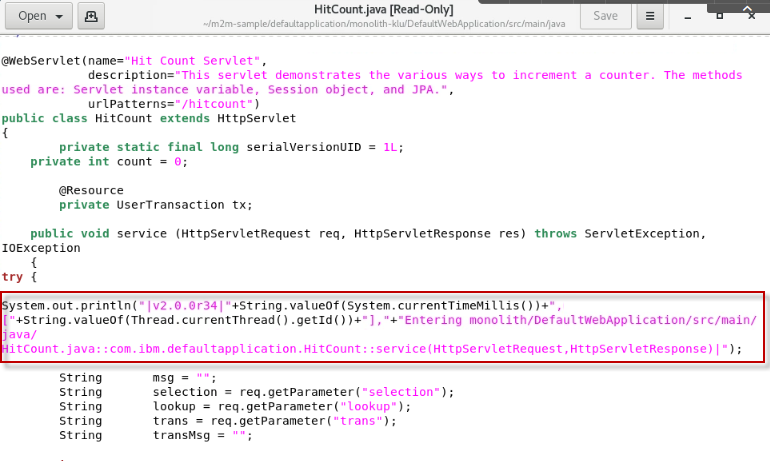 Open
HitCount.java [Read-Only]
~/m2m-sample/defaultapplication/monolith-klu/DefaultWebApplication/src/main/java
Save
@WebServlet(name="Hit Count Servlet",
description="This servlet demonstrates the various ways to increment a counter. The methods
used are: Servlet instance variable, Session object, and JPA.",
urlPatterns="/hitcount")
public class HitCount extends HttpServlet
{
private static final long serialVersionUID = 1L;
private int count = 0;
@Resource
private UserTransaction tx;
public void service (HttpServletRequest req, HttpServletResponse res) throws ServletException,
IOException
{
try {
System.out.println("|v2.0.0r34|"+String.valueOf(System.currentTimeMillis())+",
["+String.valueOf(Thread.currentThread().getId())+"],"+"Entering monolith/DefaultWebApplication/src/main/
java/
HitCount.java::com.ibm.defaultapplication.HitCount::service(HttpServletRequest,HttpServletResponse)|");
String msg = "";
String selection = req.getParameter("selection");
String lookup = req.getParameter("lookup");
String trans = req.getParameter("trans");
String transMsg = "";